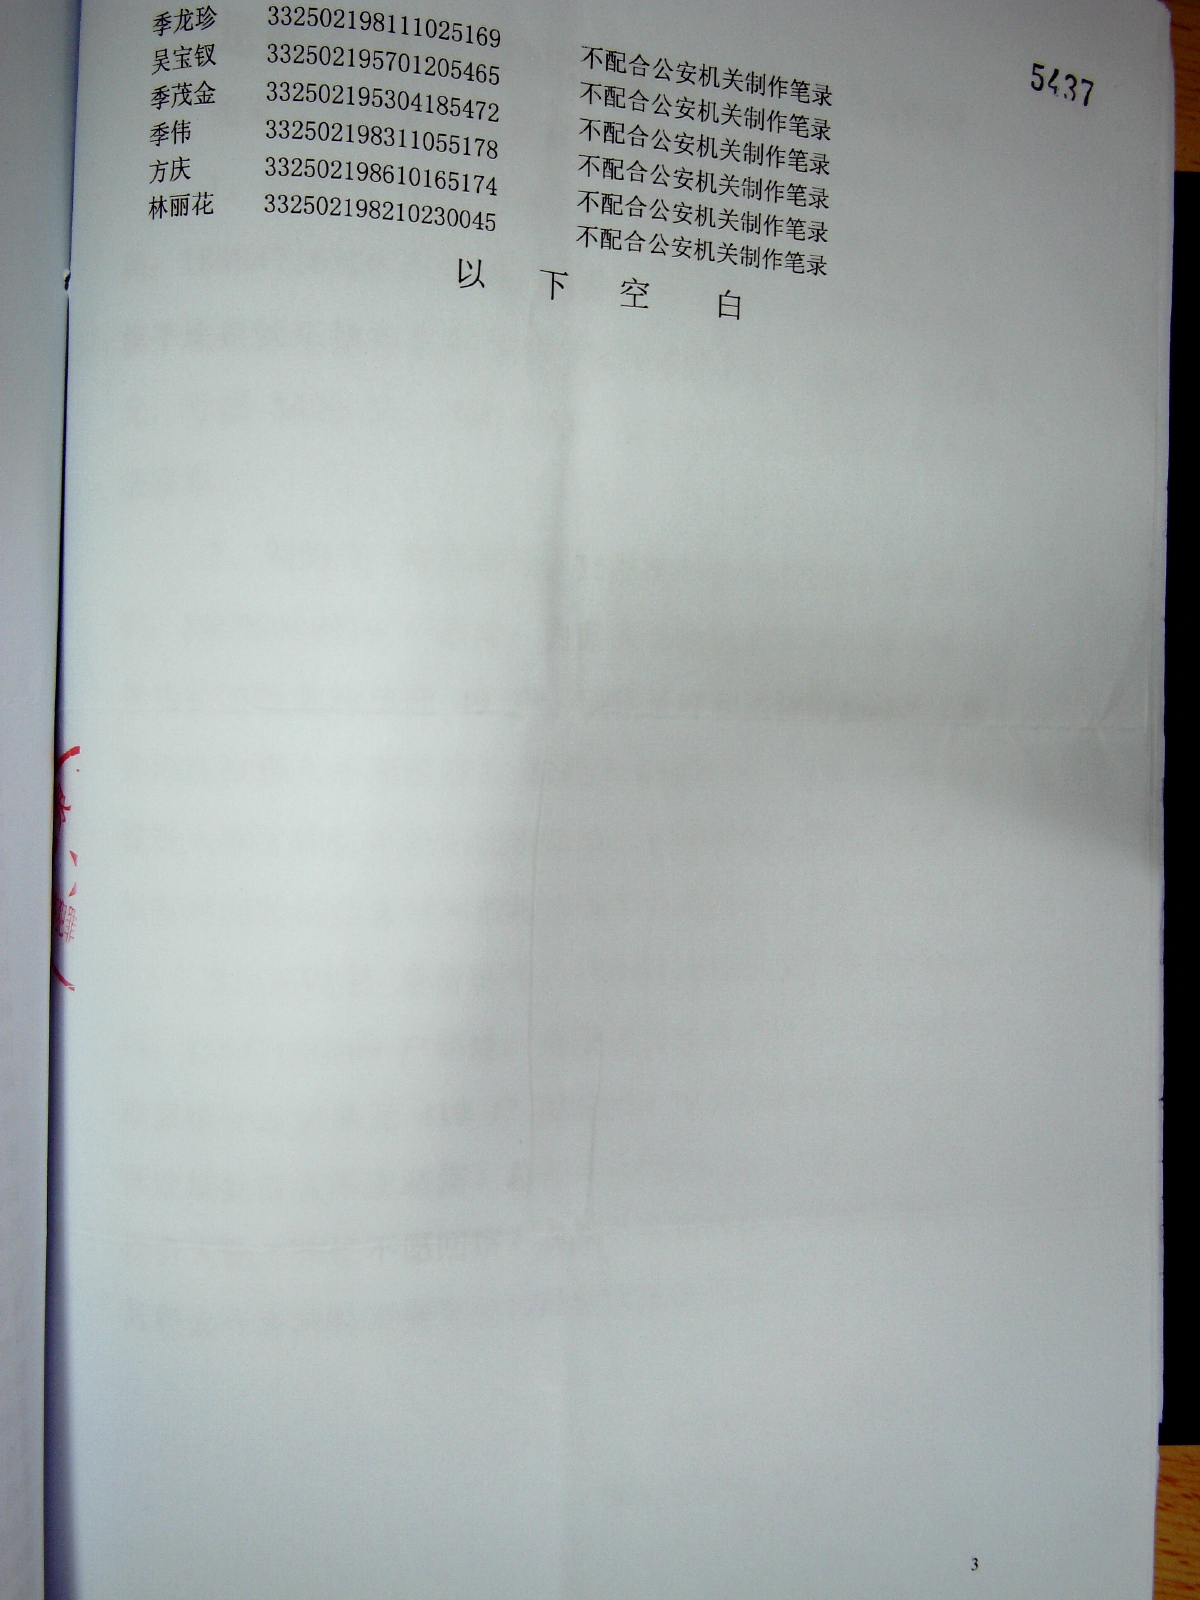 季龙珍 332502198111025169 不配合公安机关制作笔录
5437
吴宝钗 332502195701205465 不配合公安机关制作笔录
季茂金 332502195304185472 不配合公安机关制作笔录
季伟 332502198311055178 不配合公安机关制作笔录
方庆 332502198610165174 不配合公安机关制作笔录
林丽花 332502198210230045 不配合公安机关制作笔录
以下空白
3